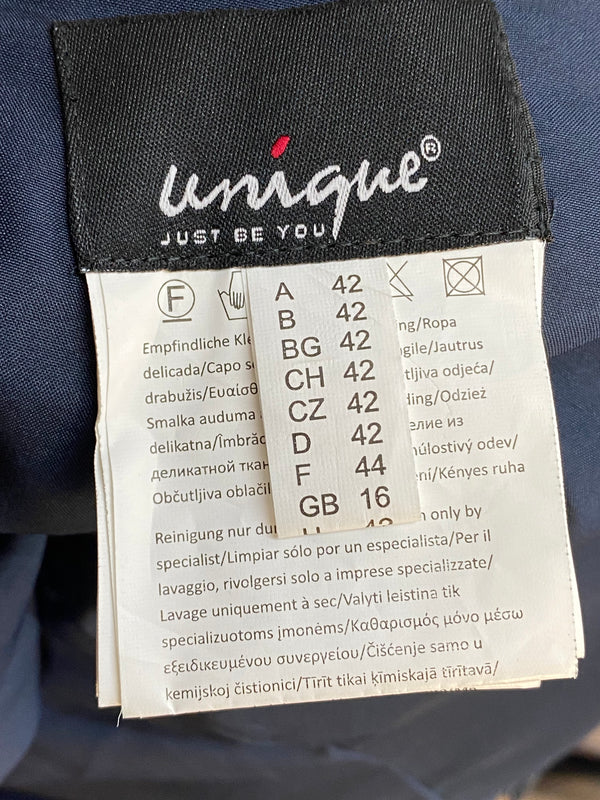 unique®
JUST BE YOU
F
A 42
B 42
BG 42
CH 42
CZ 42
D 42
F 44
GB 16
42
Empfindliche ng/Ropa
delicada/Capo gile/Jautrus
drabužis/Ευαίσθ tljiva odjeća/
Smalka auduma ding/Odzież
delikatna/Îmbrăc елие из
деликатной ткан núlostivý odev/
Občutljiva oblačil ení/Kényes ruha
Reinigung nur du n only by
specialist/Limpiar sólo por un especialista/Per il
lavaggio, rivolgersi solo a imprese specializzate/
Lavage uniquement à sec/Valyti leistina tik
specializuotoms įmonėms/Καθαρισμός μόνο μέσω
εξειδικευμένου συνεργείου/Čišćenje samo u
kemijskoj čistionici/Tīrīt tikai ķīmiskajā tīrītavā/